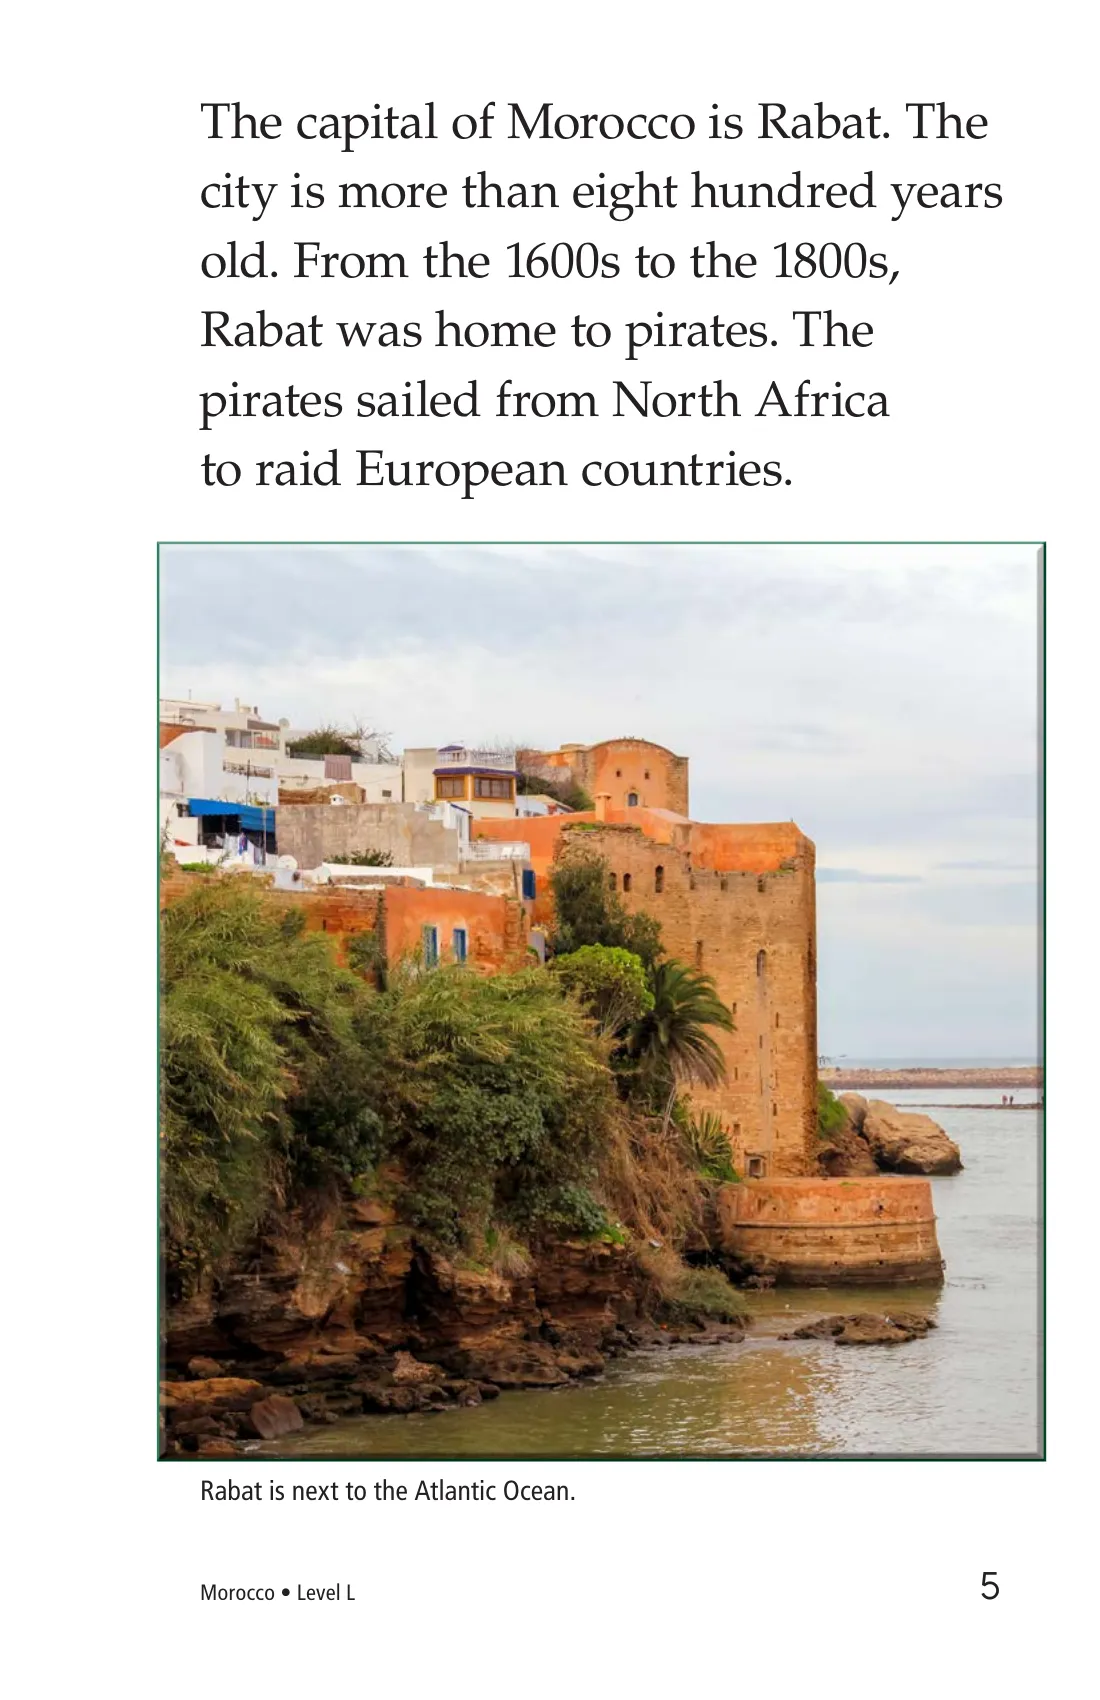 The capital of Morocco is Rabat. The
city is more than eight hundred years
old. From the 1600s to the 1800s,
Rabat was home to pirates. The
pirates sailed from North Africa
to raid European countries.
Rabat is next to the Atlantic Ocean.
Morocco • Level L
5